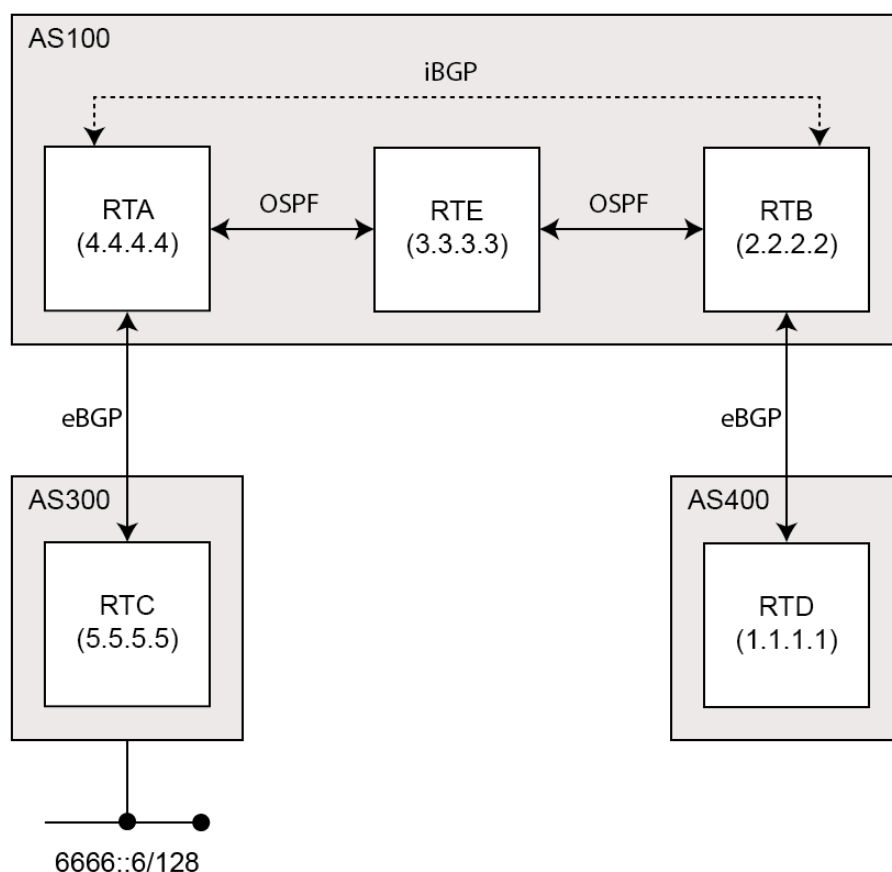 AS100
iBGP
RTA
(4.4.4.4)
OSPF
RTE
(3.3.3.3)
OSPF
RTB
(2.2.2.2)
eBGP
eBGP
AS300
RTC
(5.5.5.5)
AS400
RTD
(1.1.1.1)
6666::6/128